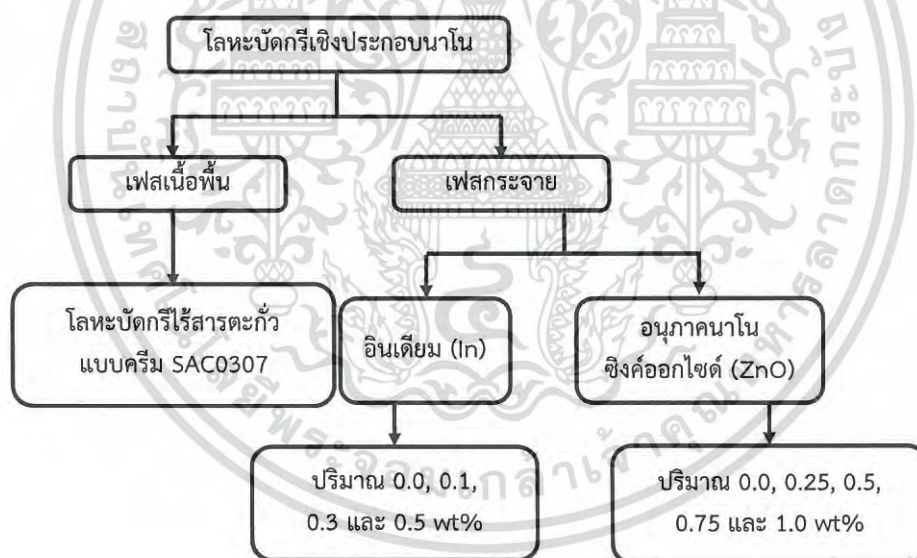 โลหะบัดกรีเชิงประกอบนาโน
เฟสเนื้อพื้น
เฟสกระจาย
โลหะบัดกรีไร้สารตะกั่ว
แบบครีม SAC0307
อินเดียม (In)
อนุภาคนาโน
ซิงค์ออกไซด์ (ZnO)
ปริมาณ 0.0, 0.1,
0.3 และ 0.5 wt%
ปริมาณ 0.0, 0.25, 0.5,
0.75 และ 1.0 wt%